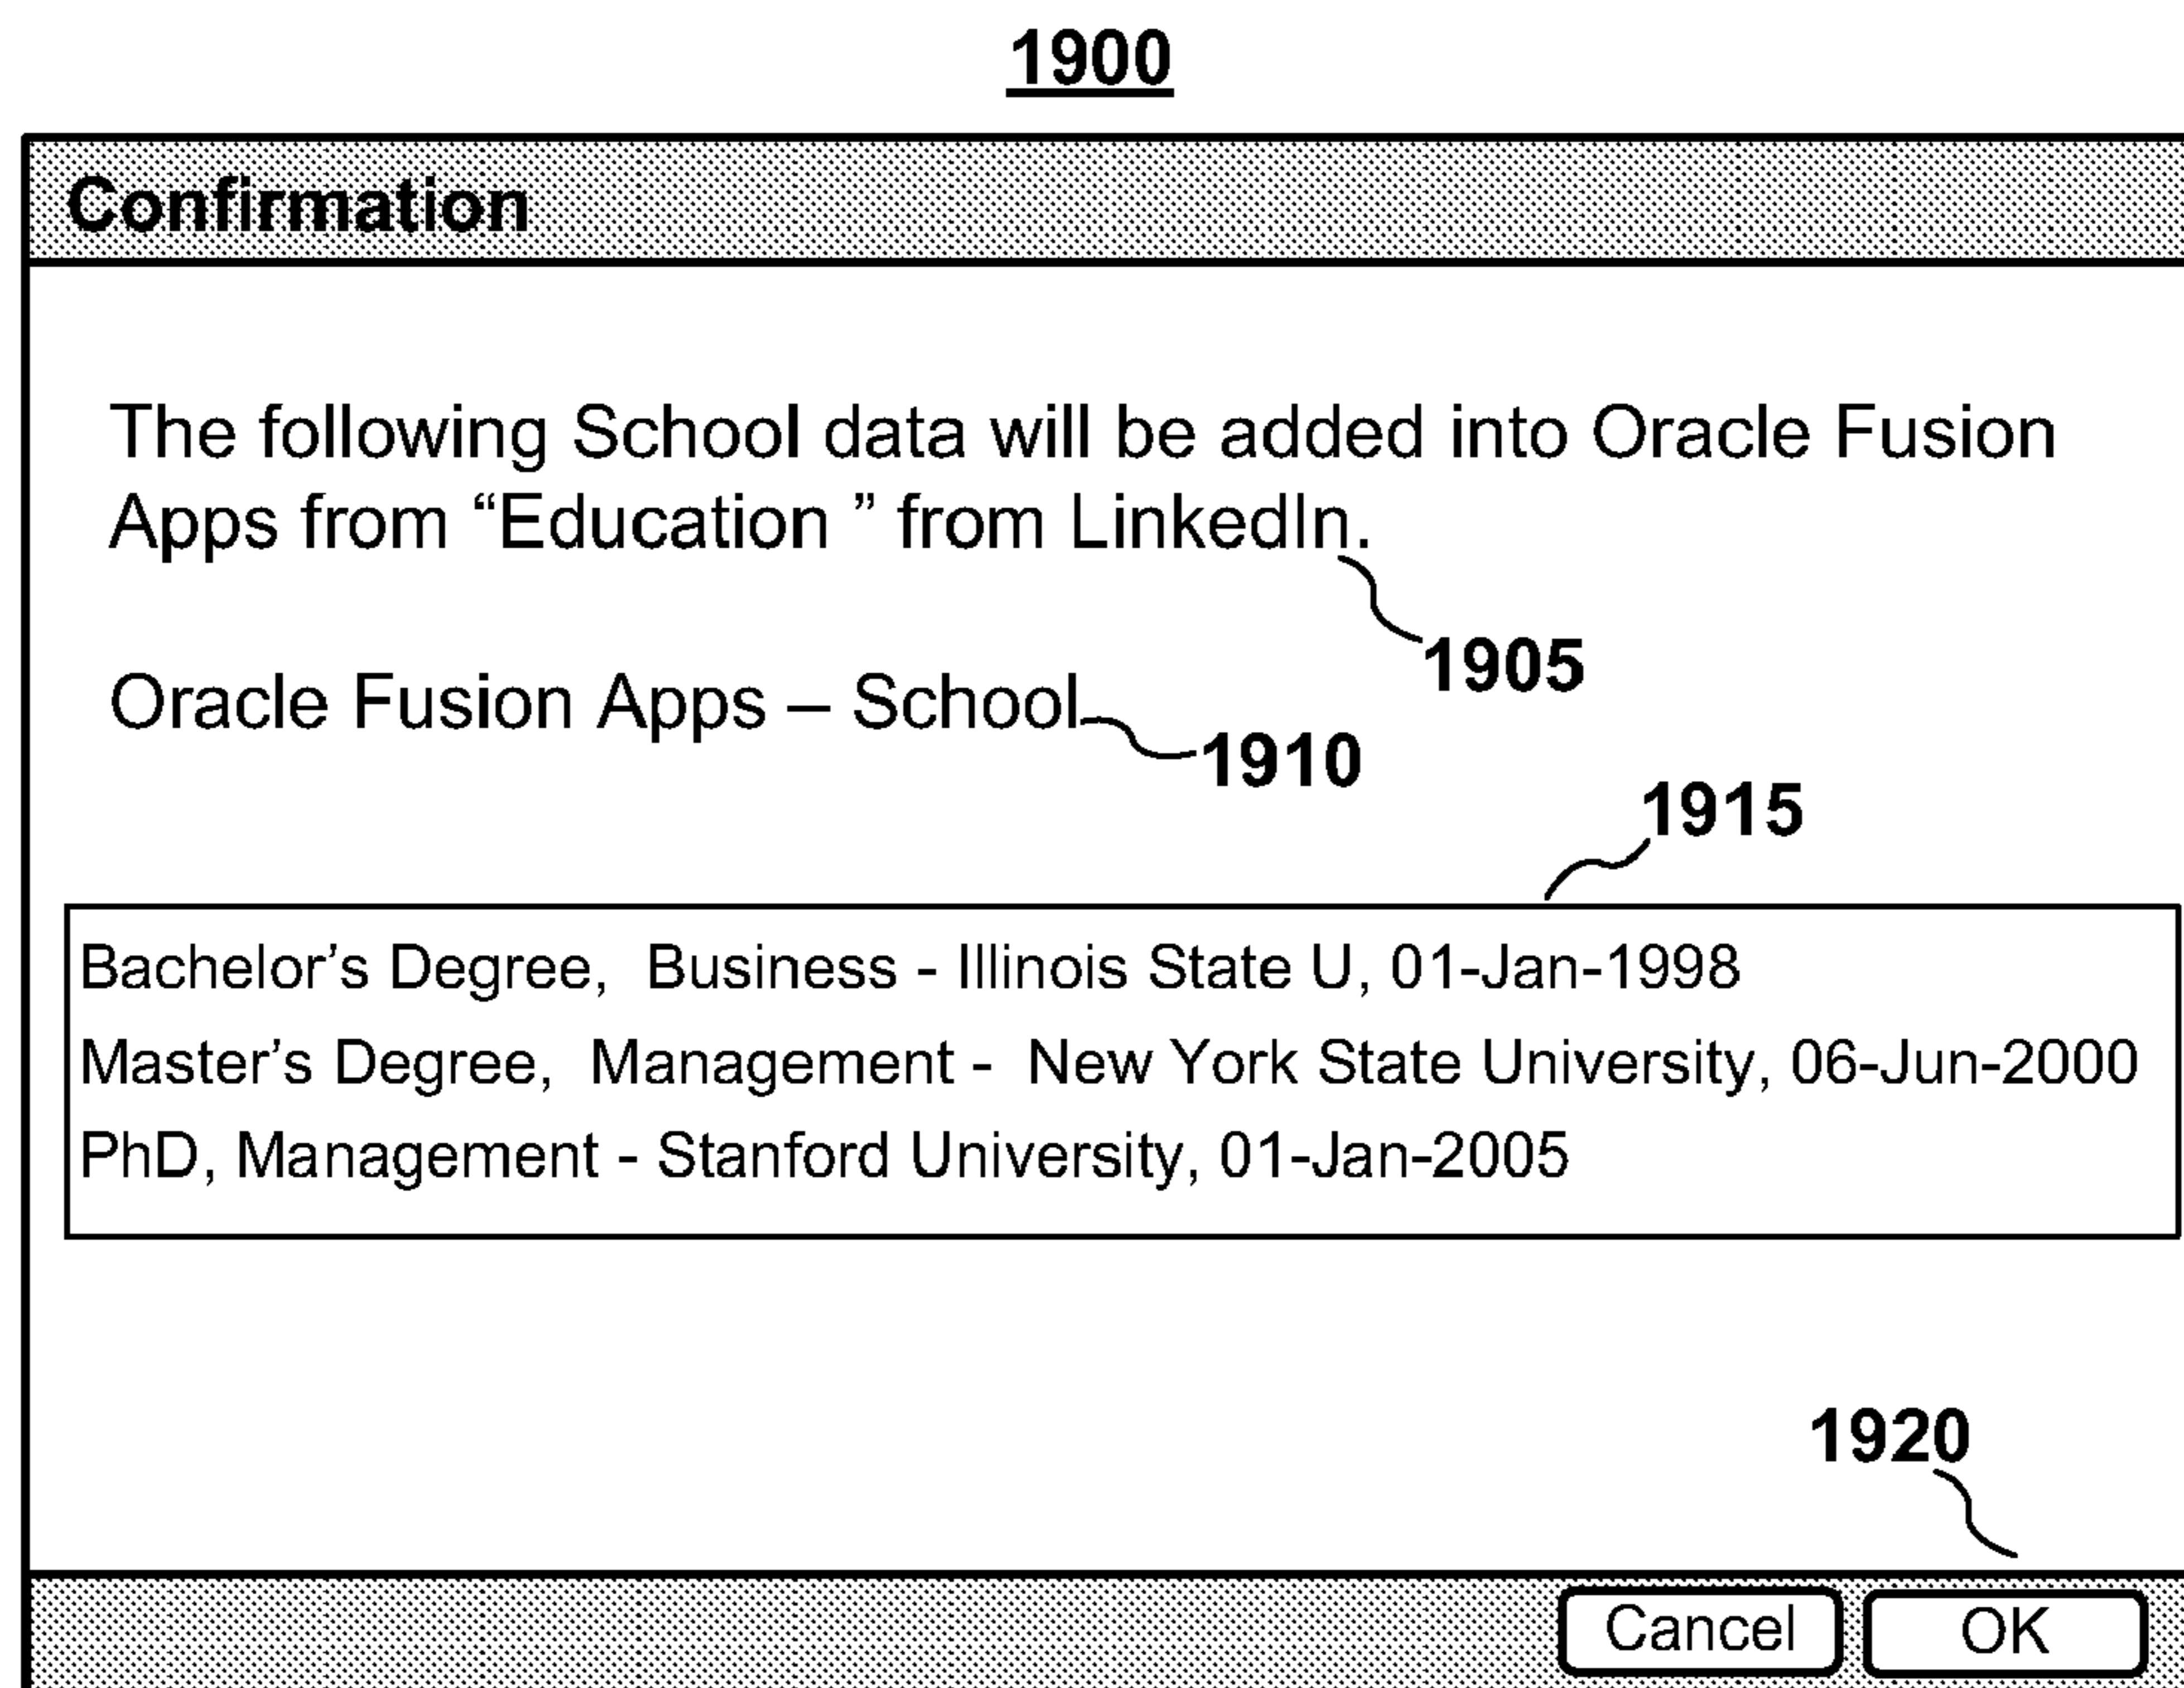 1900
Confirmation
The following School data will be added into Oracle Fusion
Apps from “Education ” from LinkedIn.
1905
Oracle Fusion Apps – School
1910
1915
Bachelor’s Degree,  Business - Illinois State U, 01-Jan-1998
Master’s Degree,  Management -  New York State University, 06-Jun-2000
PhD, Management - Stanford University, 01-Jan-2005
1920
Cancel OK